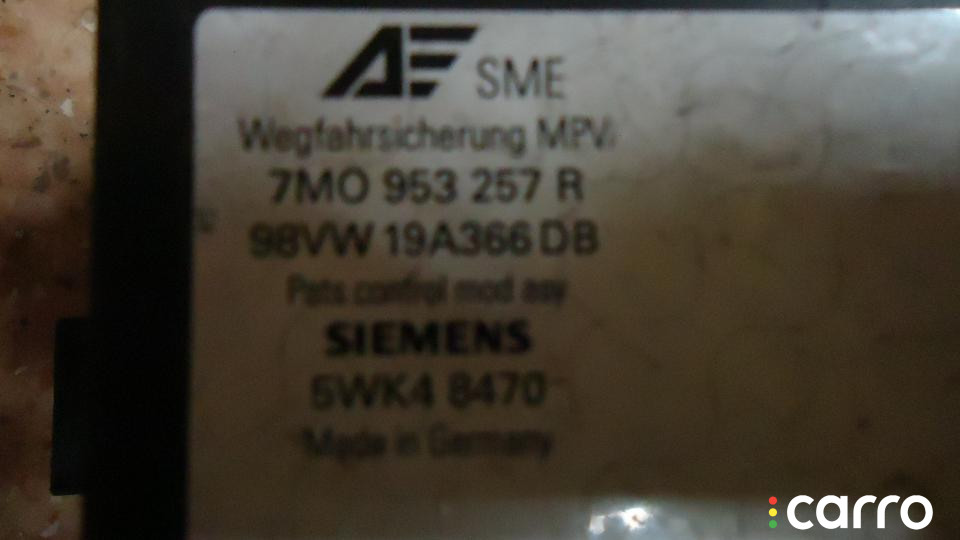 AE SME
Wegfahrsicherung MPV
7M0 953 257 R
98VW 19A366 DB
Pats control mod asy
SIEMENS
5WK4 8470
Made in Germany
carro